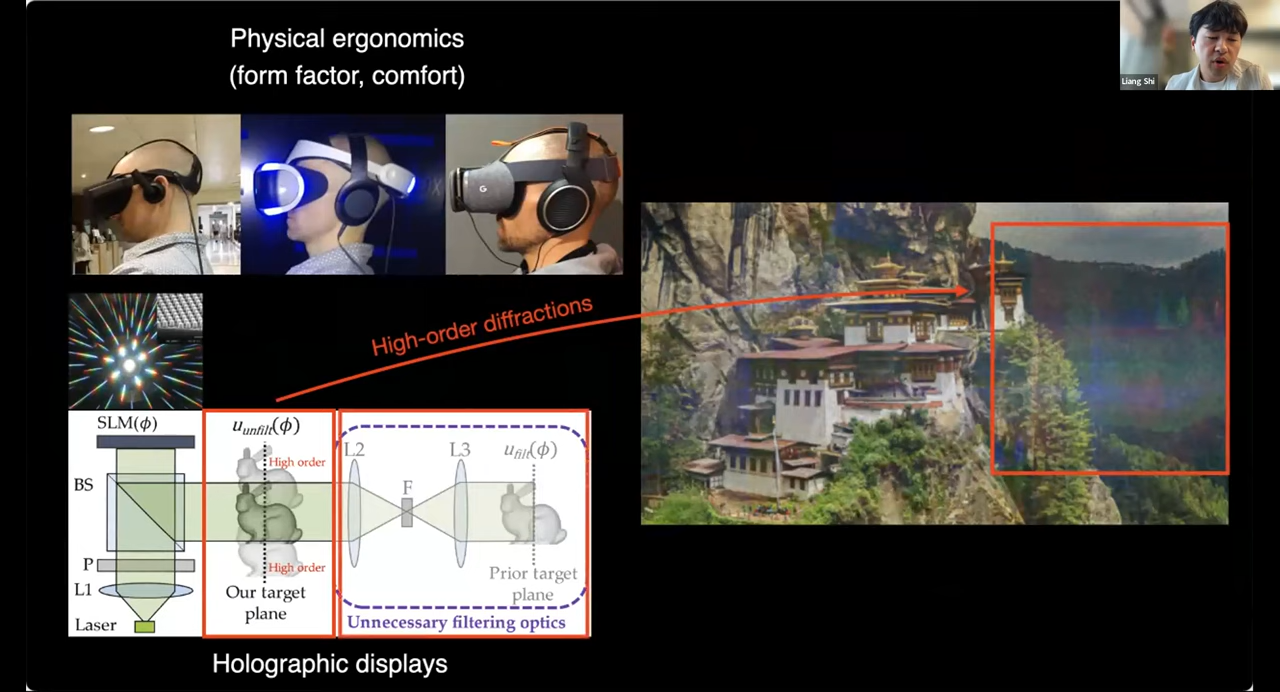 Physical ergonomics
(form factor, comfort)
Liang Shi
G
High-order diffractions
SLM(ϕ)
BS
P
L1
Laser
u_unfilt(ϕ)
High order
High order
Our target
plane
L2
F
L3
u_filt(ϕ)
Prior target
plane
Unnecessary filtering optics
Holographic displays